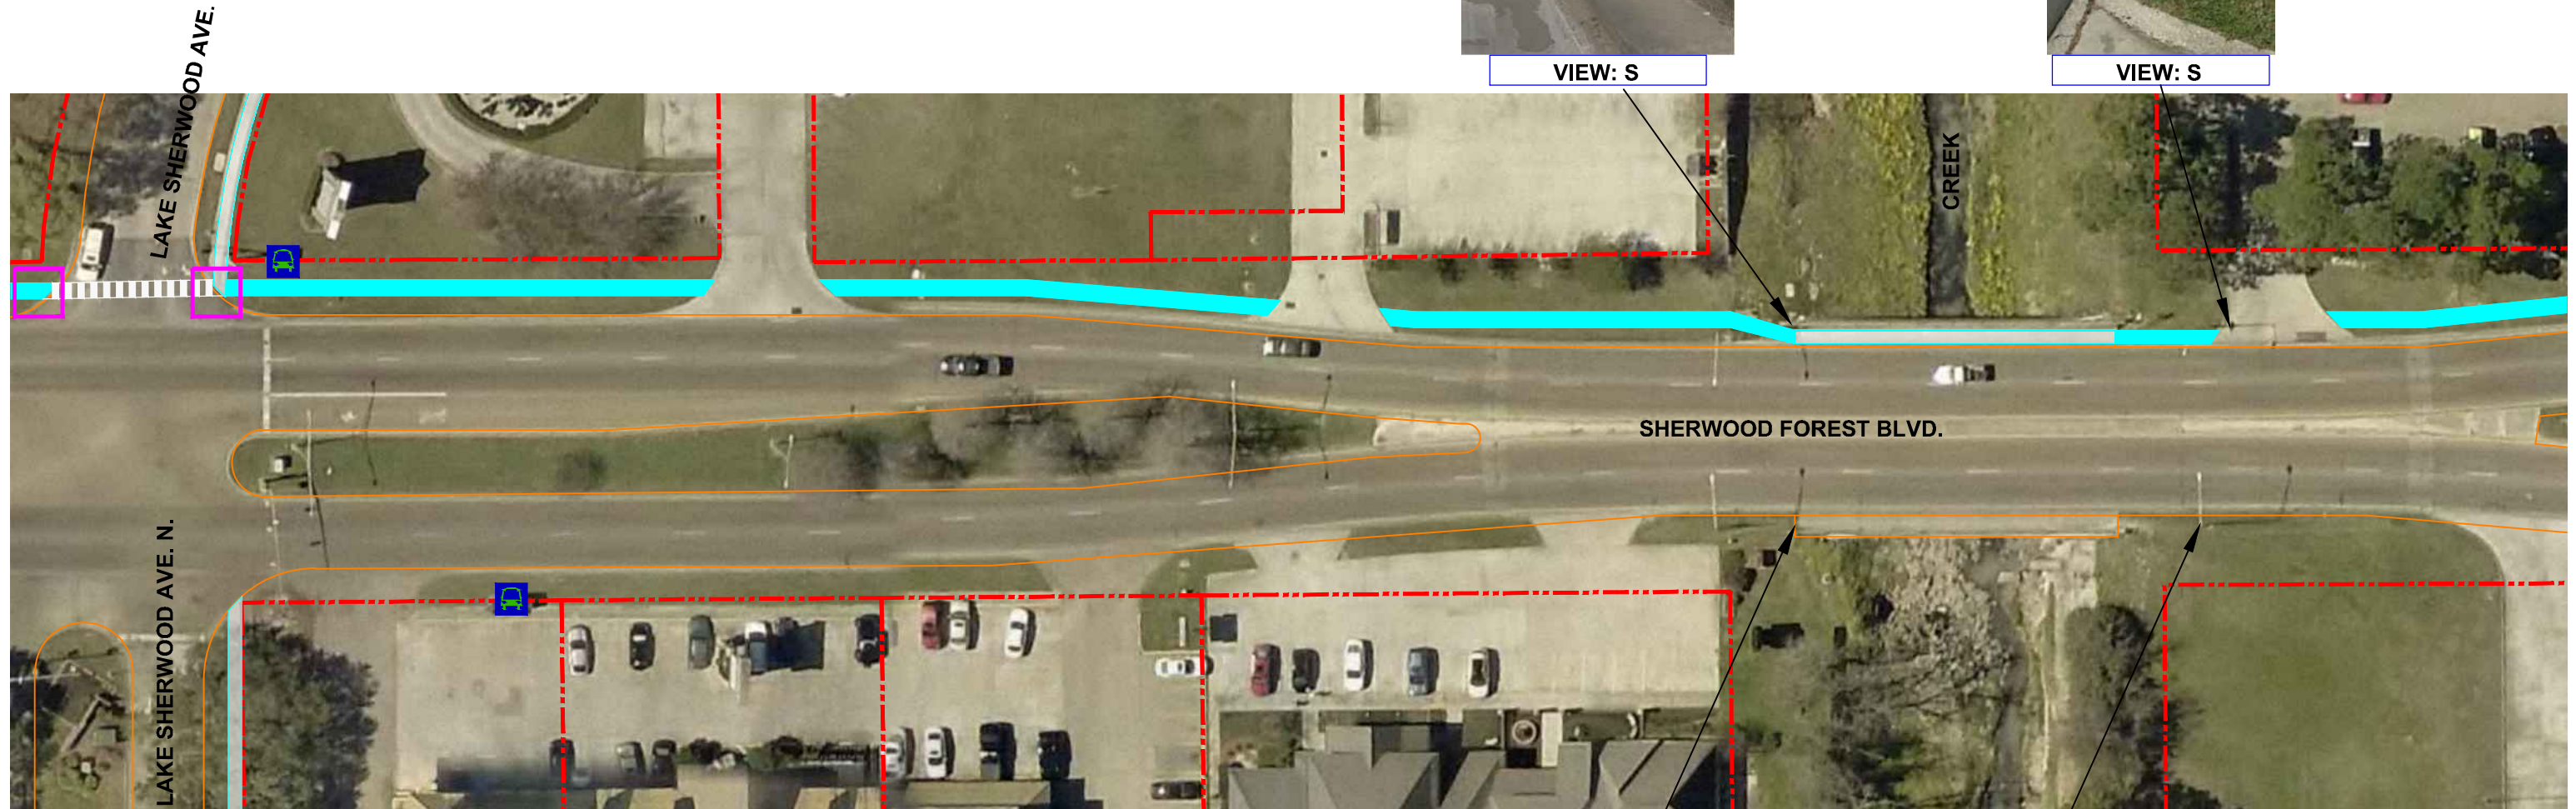 LAKE SHERWOOD AVE.
VIEW: S
VIEW: S
CREEK
SHERWOOD FOREST BLVD.
LAKE SHERWOOD AVE. N.